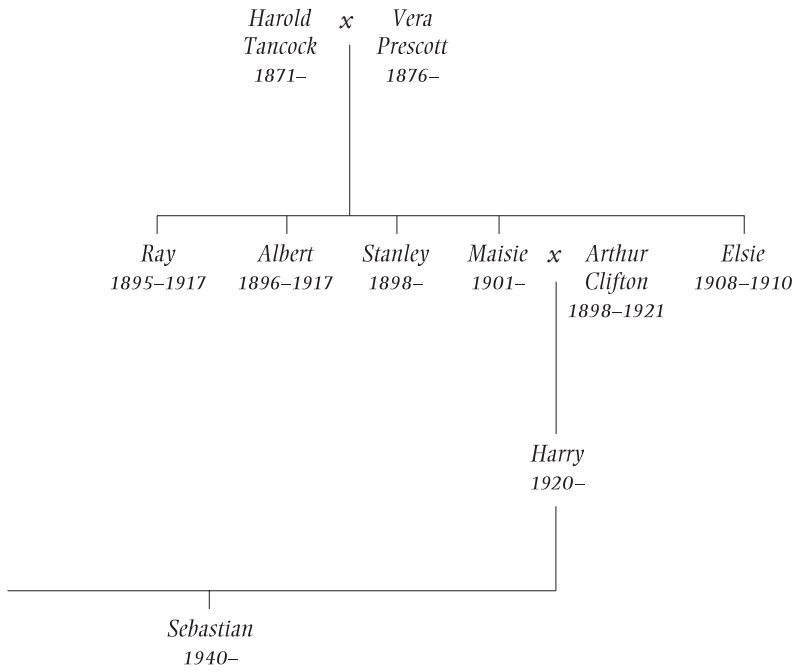 Harold x Vera
Tancock Prescott
1871– 1876–
Ray Albert Stanley Maisie x Arthur Elsie
1895–1917 1896–1917 1898– 1901– Clifton 1908–1910
1898–1921
Harry
1920–
Sebastian
1940–